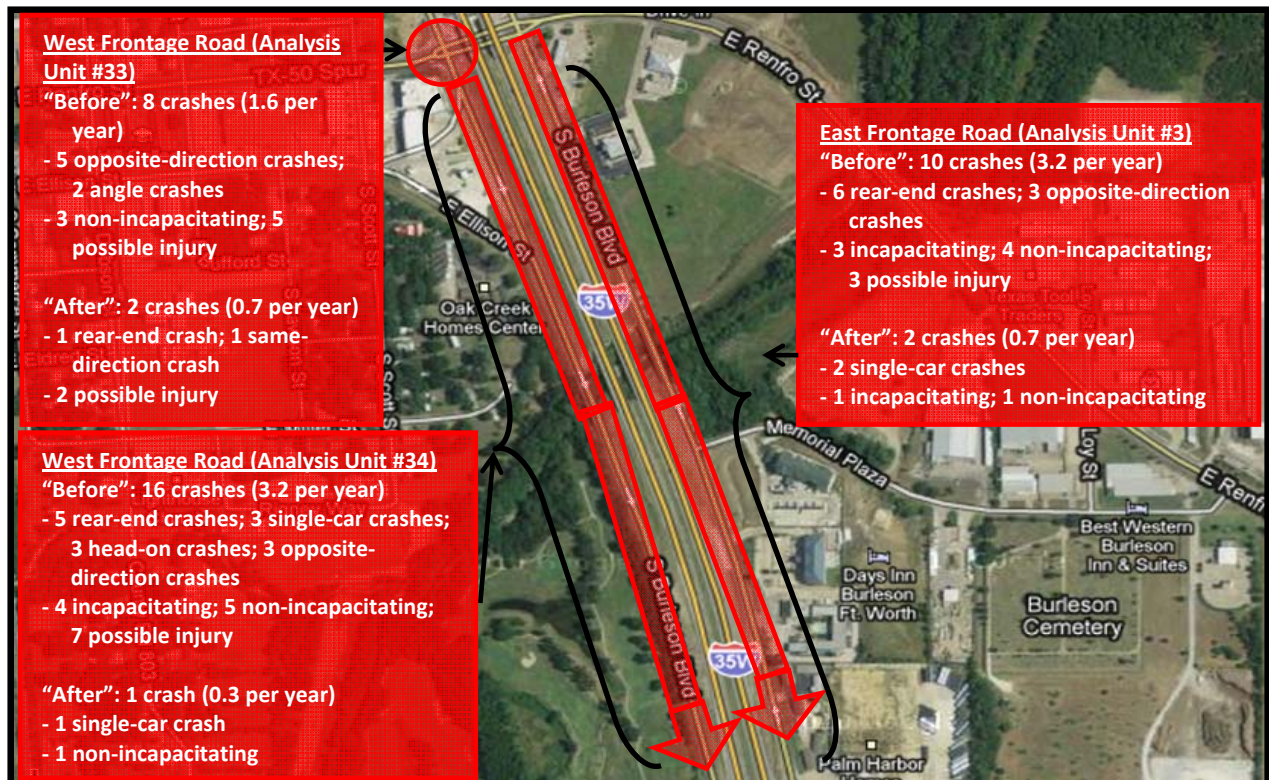 West Frontage Road (Analysis
Unit #33)
“Before”: 8 crashes (1.6 per
year)
- 5 opposite-direction crashes;
2 angle crashes
- 3 non-incapacitating; 5
possible injury
“After”: 2 crashes (0.7 per year)
- 1 rear-end crash; 1 same-
direction crash
- 2 possible injury
West Frontage Road (Analysis Unit #34)
“Before”: 16 crashes (3.2 per year)
- 5 rear-end crashes; 3 single-car crashes;
3 head-on crashes; 3 opposite-
direction crashes
- 4 incapacitating; 5 non-incapacitating;
7 possible injury
“After”: 1 crash (0.3 per year)
- 1 single-car crash
- 1 non-incapacitating
East Frontage Road (Analysis Unit #3)
“Before”: 10 crashes (3.2 per year)
- 6 rear-end crashes; 3 opposite-direction
crashes
- 3 incapacitating; 4 non-incapacitating;
3 possible injury
“After”: 2 crashes (0.7 per year)
- 2 single-car crashes
- 1 incapacitating; 1 non-incapacitating
TX-50 Spur
S Scott St
E Renfro St
S Burleson Blvd
E Ellison St
Oak Creek
Homes Center
35W
S Scott St
Memorial Plaza
Loy St
E Renfro
Best Western
Burleson
Inn & Suites
Days Inn
Burleson
Ft. Worth
Burleson
Cemetery
S Burleson Blvd
35W
Palm Harbor